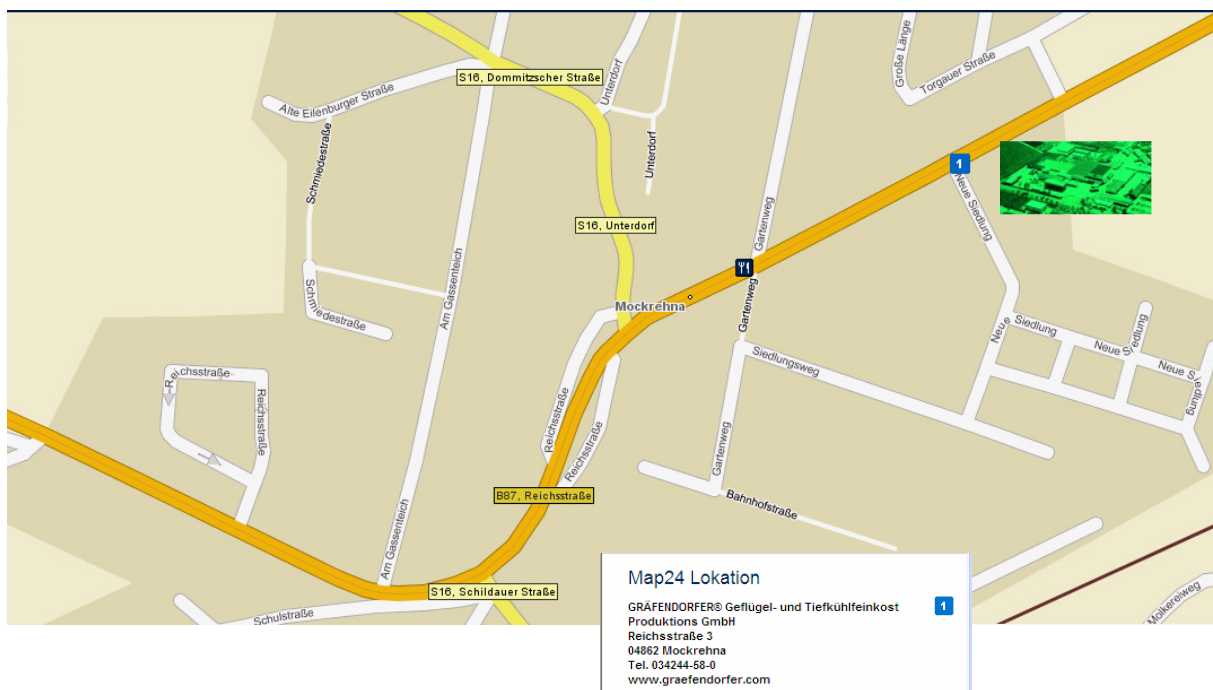 S16, Dommitzscher Straße
Unterdorf
Große Länge
Torgauer Straße
Alte Eilenburger Straße
Schmiedestraße
Unterdorf
1
Neue Siedlung
S16, Unterdorf
Gartenweg
Am Gassenteich
Schmiedestraße
Mockrehna
Gartenweg
Neue Siedlung
Neue Siedlung
Neue Siedlung
Siedlungsweg
Reichsstraße
Reichsstraße
Reichsstraße
Reichsstraße
Gartenweg
B87, Reichsstraße
Bahnhofstraße
Am Gassenteich
S16, Schildauer Straße
Schulstraße
Molkereiweg
Map24 Lokation
GRÄFENDORFER® Geflügel- und Tiefkühlfeinkost 1
Produktions GmbH
Reichsstraße 3
04862 Mockrehna
Tel. 034244-58-0
www.graefendorfer.com